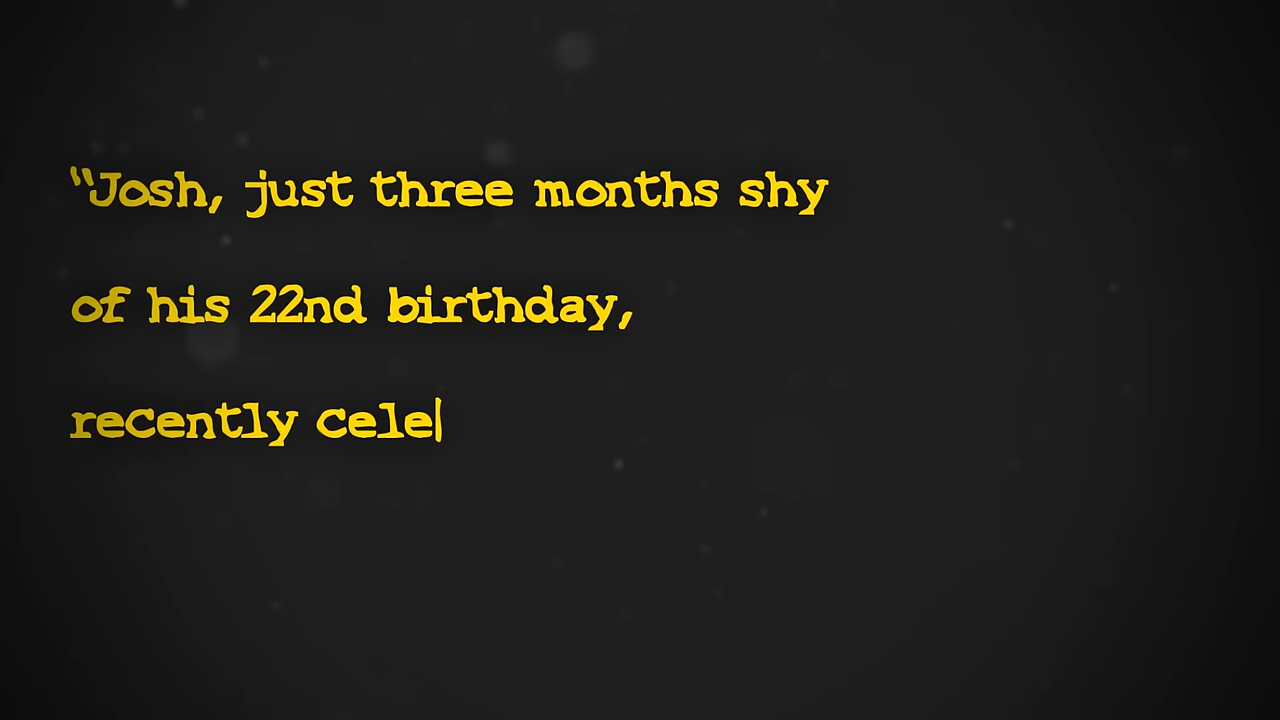 “Josh, just three months shy
of his 22nd birthday,
recently cele